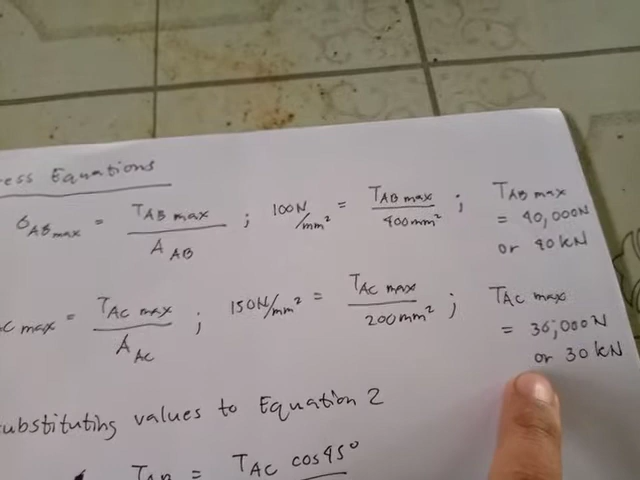 ess Equations
σAB max = TAB max / AAB ; 100N/mm² = TAB max / 400mm² ; TAB max
= 40,000N
or 40kN
C max = TAC max / AAC ; 150N/mm² = TAC max / 200mm² ; TAC max
= 30,000N
or 30kN
ubstituting values to Equation 2
= TAC cos45°